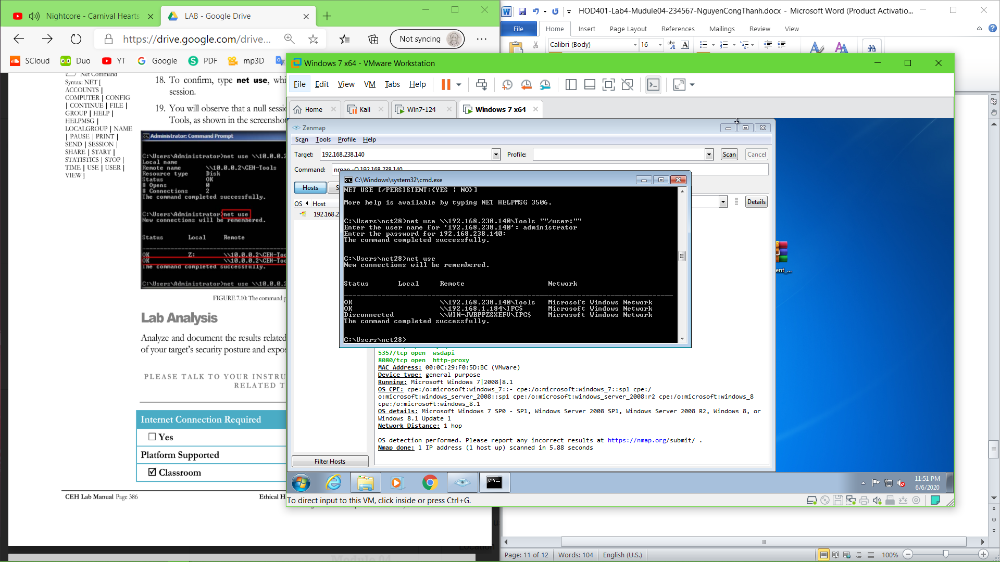 Nightcore - Carnival Hearts
LAB - Google Drive
https://drive.google.com/drive...
Not syncing
SCloud
Duo
YT
Google
PDF
mp3D
Net Command
Syntax: NET [
ACCOUNTS |
COMPUTER | CONFIG
| CONTINUE | FILE |
GROUP | HELP |
HELPMSG |
LOCALGROUP | NAME
| PAUSE | PRINT |
SEND | SESSION |
SHARE | START |
STATISTICS | STOP |
TIME | USE | USER |
VIEW ]
18. To confirm, type net use, whi
session.
19. You will observe that a null sessi
Tools, as shown in the screenshot
Administrator: Command Prompt
C:\Users\Administrator>net use \\10.0.0.2
Local name
Remote name \\10.0.0.2\CEH-Tools
Resource type Disk
Status OK
# Opens 0
# Connections 2
The command completed successfully.
C:\Users\Administrator>net use
New connections will be remembered.
Status Local Remote
OK Z: \\10.0.0.2\CEH-Too
OK \\10.0.0.2\CEH-Too
The command completed successfully.
C:\Users\Administrator>net use \\10.0.0
FIGURE 7.10: The command p
Lab Analysis
Analyze and document the results related
of your target's security posture and expos
PLEASE TALK TO YOUR INSTRU
RELATED T
Internet Connection Required
☐ Yes
Platform Supported
☑ Classroom
CEH Lab Manual Page 386
Ethical H
Location
Module 04
HOD401-Lab4-Mudule04-234567-NguyenCongThanh.docx - Microsoft Word (Product Activatio...
File
Home
Insert
Page Layout
References
Mailings
Review
View
Calibri (Body)
16
Windows 7 x64 - VMware Workstation
File Edit View VM Tabs Help
Home
Kali
Win7-124
Windows 7 x64
Zenmap
Scan Tools Profile Help
Target: 192.168.238.140
Profile:
Scan
Cancel
Command: nmap -O 192.168.238.140
Hosts
S
OS Host
192.168.2
Details
C:\Windows\system32\cmd.exe
NET USE [/PERSISTENT:{YES | NO}]
More help is available by typing NET HELPMSG 3506.
C:\Users\nct28>net use \\192.168.238.140\Tools ""/user:""
Enter the user name for '192.168.238.140': administrator
Enter the password for 192.168.238.140:
The command completed successfully.
C:\Users\nct28>net use
New connections will be remembered.
Status Local Remote Network
OK \\192.168.238.140\Tools Microsoft Windows Network
OK \\192.168.1.184\IPC$ Microsoft Windows Network
Disconnected \\WIN-JWBPPZSXEFV\IPC$ Microsoft Windows Network
The command completed successfully.
C:\Users\nct28>
5357/tcp open wsdapi
8080/tcp open http-proxy
MAC Address: 00:0C:29:F0:5D:BC (VMware)
Device type: general purpose
Running: Microsoft Windows 7|2008|8.1
OS CPE: cpe:/o:microsoft:windows_7::- cpe:/o:microsoft:windows_7::sp1 cpe:/
o:microsoft:windows_server_2008::sp1 cpe:/o:microsoft:windows_server_2008:r2 cpe:/o:microsoft:windows_8
cpe:/o:microsoft:windows_8.1
OS details: Microsoft Windows 7 SP0 - SP1, Windows Server 2008 SP1, Windows Server 2008 R2, Windows 8, or
Windows 8.1 Update 1
Network Distance: 1 hop
OS detection performed. Please report any incorrect results at https://nmap.org/submit/ .
Nmap done: 1 IP address (1 host up) scanned in 5.88 seconds
Filter Hosts
ent_...
11:51 PM
6/6/2020
To direct input to this VM, click inside or press Ctrl+G.
Page: 11 of 12
Words: 104
English (U.S.)
100%